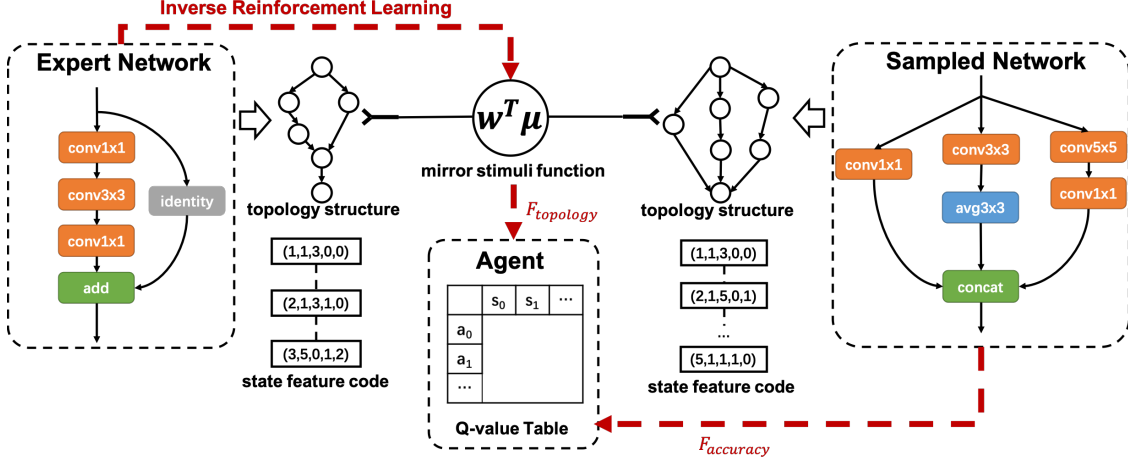 Inverse Reinforcement Learning
Expert Network
conv1x1
conv3x3
conv1x1
identity
add
topology structure
(1,1,3,0,0)
(2,1,3,1,0)
(3,5,0,1,2)
state feature code
w^T μ
mirror stimuli function
F_topology
Agent
s_0 s_1 ...
a_0
a_1
...
Q-value Table
topology structure
(1,1,3,0,0)
(2,1,5,0,1)
...
(5,1,1,1,0)
state feature code
Sampled Network
conv1x1
conv3x3
conv5x5
avg3x3
conv1x1
concat
F_accuracy